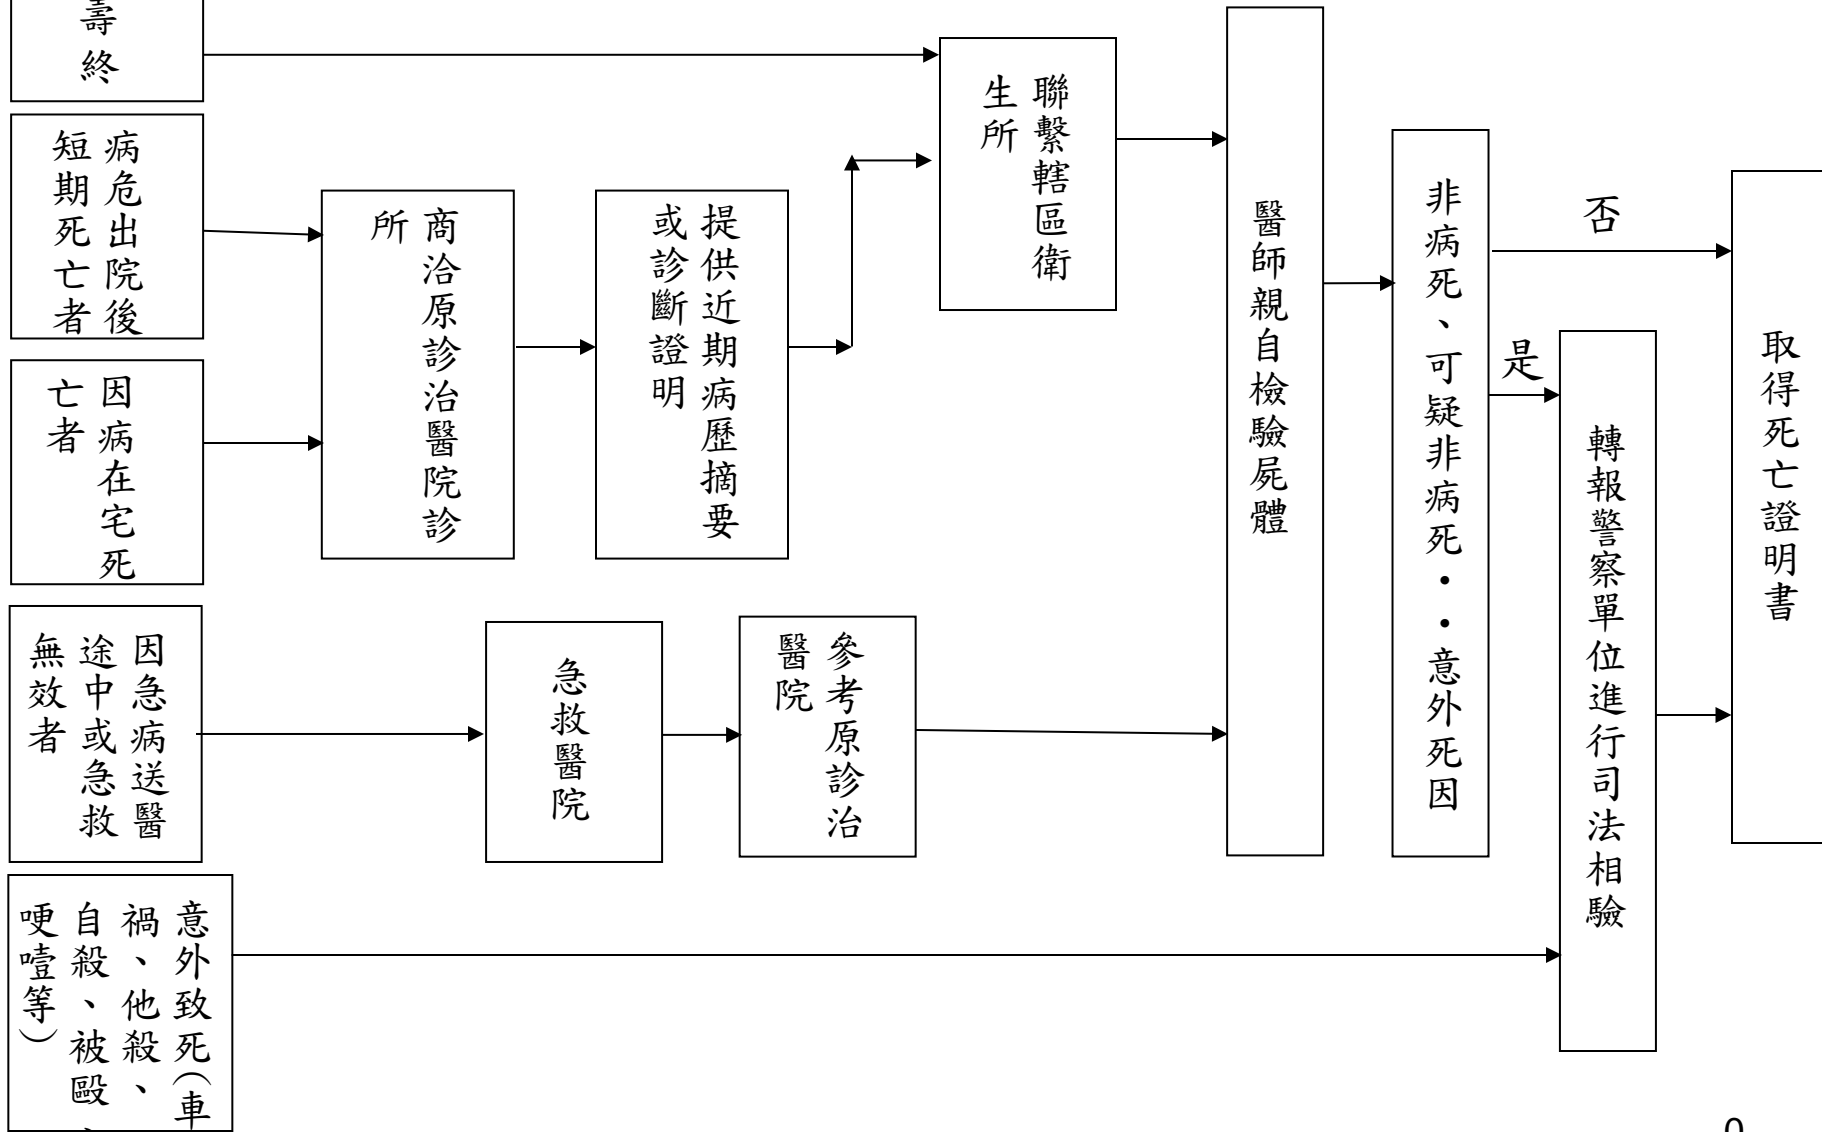 壽終
病危出院後
短期死亡者
因病在宅死
亡者
因急病送醫
途中或急救
無效者
意外致死（車
禍、他殺、
自殺、被毆、
哽噎等）
商洽原診治醫院診
所
提供近期病歷摘要
或診斷證明
急救醫院
參考原診治
醫院
聯繫轄區衛
生所
醫師親自檢驗屍體
非病死、可疑非病死・・意外死因
否
是
轉報警察單位進行司法相驗
取得死亡證明書